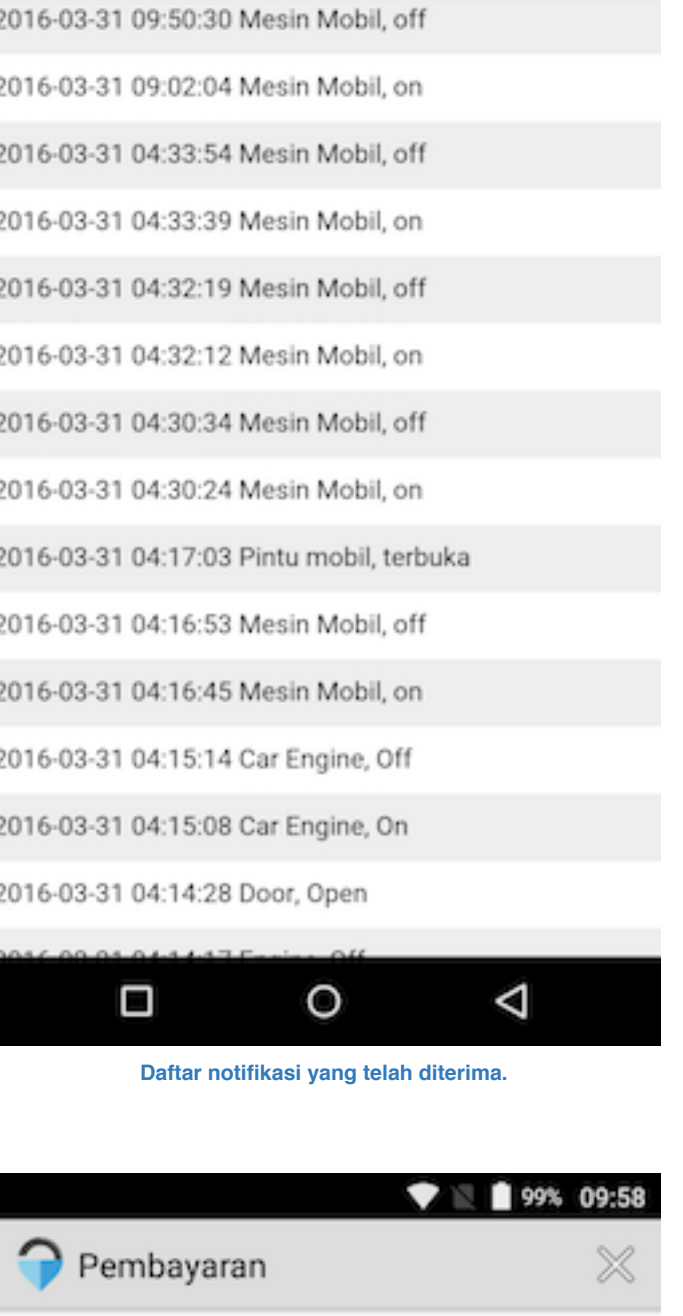 2016-03-31 09:50:30 Mesin Mobil, off
2016-03-31 09:02:04 Mesin Mobil, on
2016-03-31 04:33:54 Mesin Mobil, off
2016-03-31 04:33:39 Mesin Mobil, on
2016-03-31 04:32:19 Mesin Mobil, off
2016-03-31 04:32:12 Mesin Mobil, on
2016-03-31 04:30:34 Mesin Mobil, off
2016-03-31 04:30:24 Mesin Mobil, on
2016-03-31 04:17:03 Pintu mobil, terbuka
2016-03-31 04:16:53 Mesin Mobil, off
2016-03-31 04:16:45 Mesin Mobil, on
2016-03-31 04:15:14 Car Engine, Off
2016-03-31 04:15:08 Car Engine, On
2016-03-31 04:14:28 Door, Open
04:14:17 Engine, Off
Daftar notifikasi yang telah diterima.
99% 09:58
Pembayaran